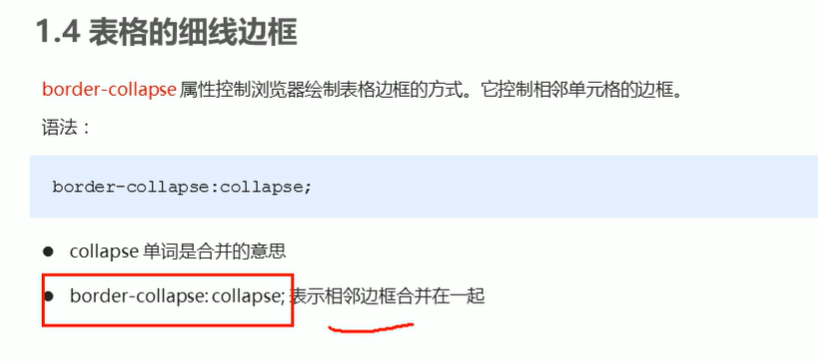 1.4 表格的细线边框
border-collapse 属性控制浏览器绘制表格边框的方式。它控制相邻单元格的边框。
语法：
border-collapse:collapse;
● collapse 单词是合并的意思
● border-collapse: collapse; 表示相邻边框合并在一起